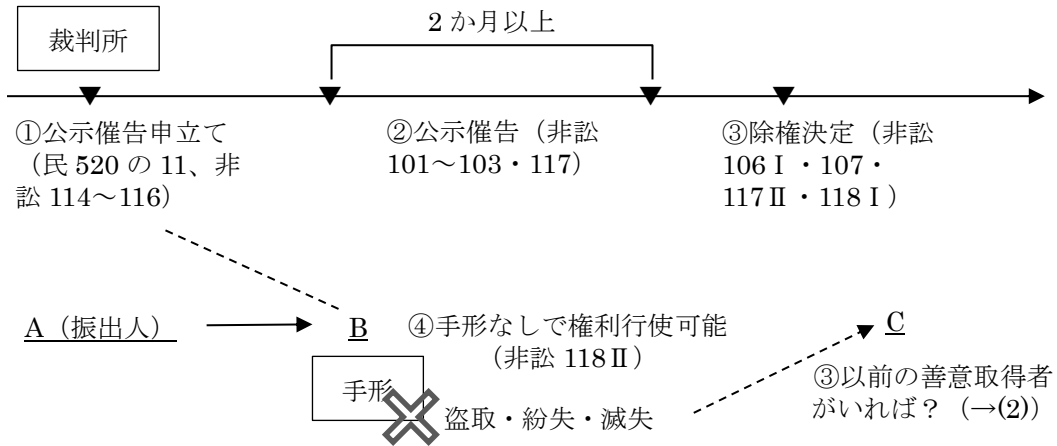 裁判所
2か月以上
①公示催告申立て
（民 520 の 11、非
訟 114～116）
②公示催告（非訟
101～103・117）
③除権決定（非訟
106Ⅰ・107・
117Ⅱ・118Ⅰ）
A（振出人）
B
④手形なしで権利行使可能
（非訟 118Ⅱ）
C
手形
盗取・紛失・滅失
③以前の善意取得者
がいれば？（→(2)）